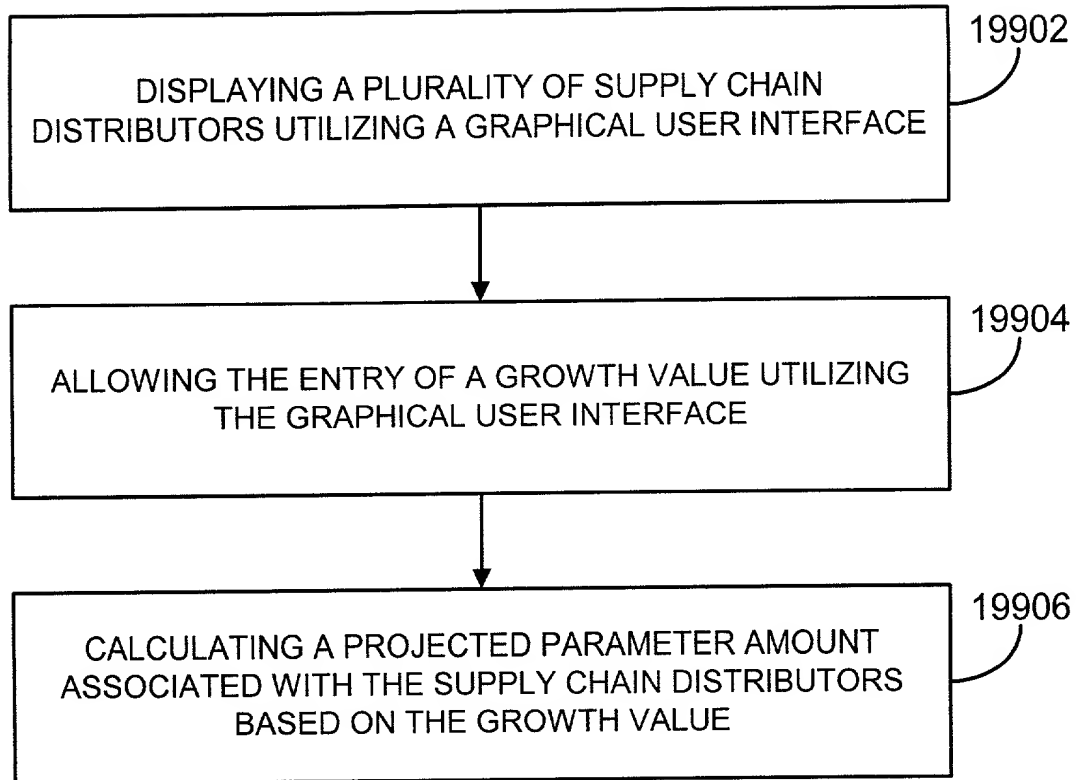 19902
DISPLAYING A PLURALITY OF SUPPLY CHAIN
DISTRIBUTORS UTILIZING A GRAPHICAL USER INTERFACE
19904
ALLOWING THE ENTRY OF A GROWTH VALUE UTILIZING
THE GRAPHICAL USER INTERFACE
19906
CALCULATING A PROJECTED PARAMETER AMOUNT
ASSOCIATED WITH THE SUPPLY CHAIN DISTRIBUTORS
BASED ON THE GROWTH VALUE